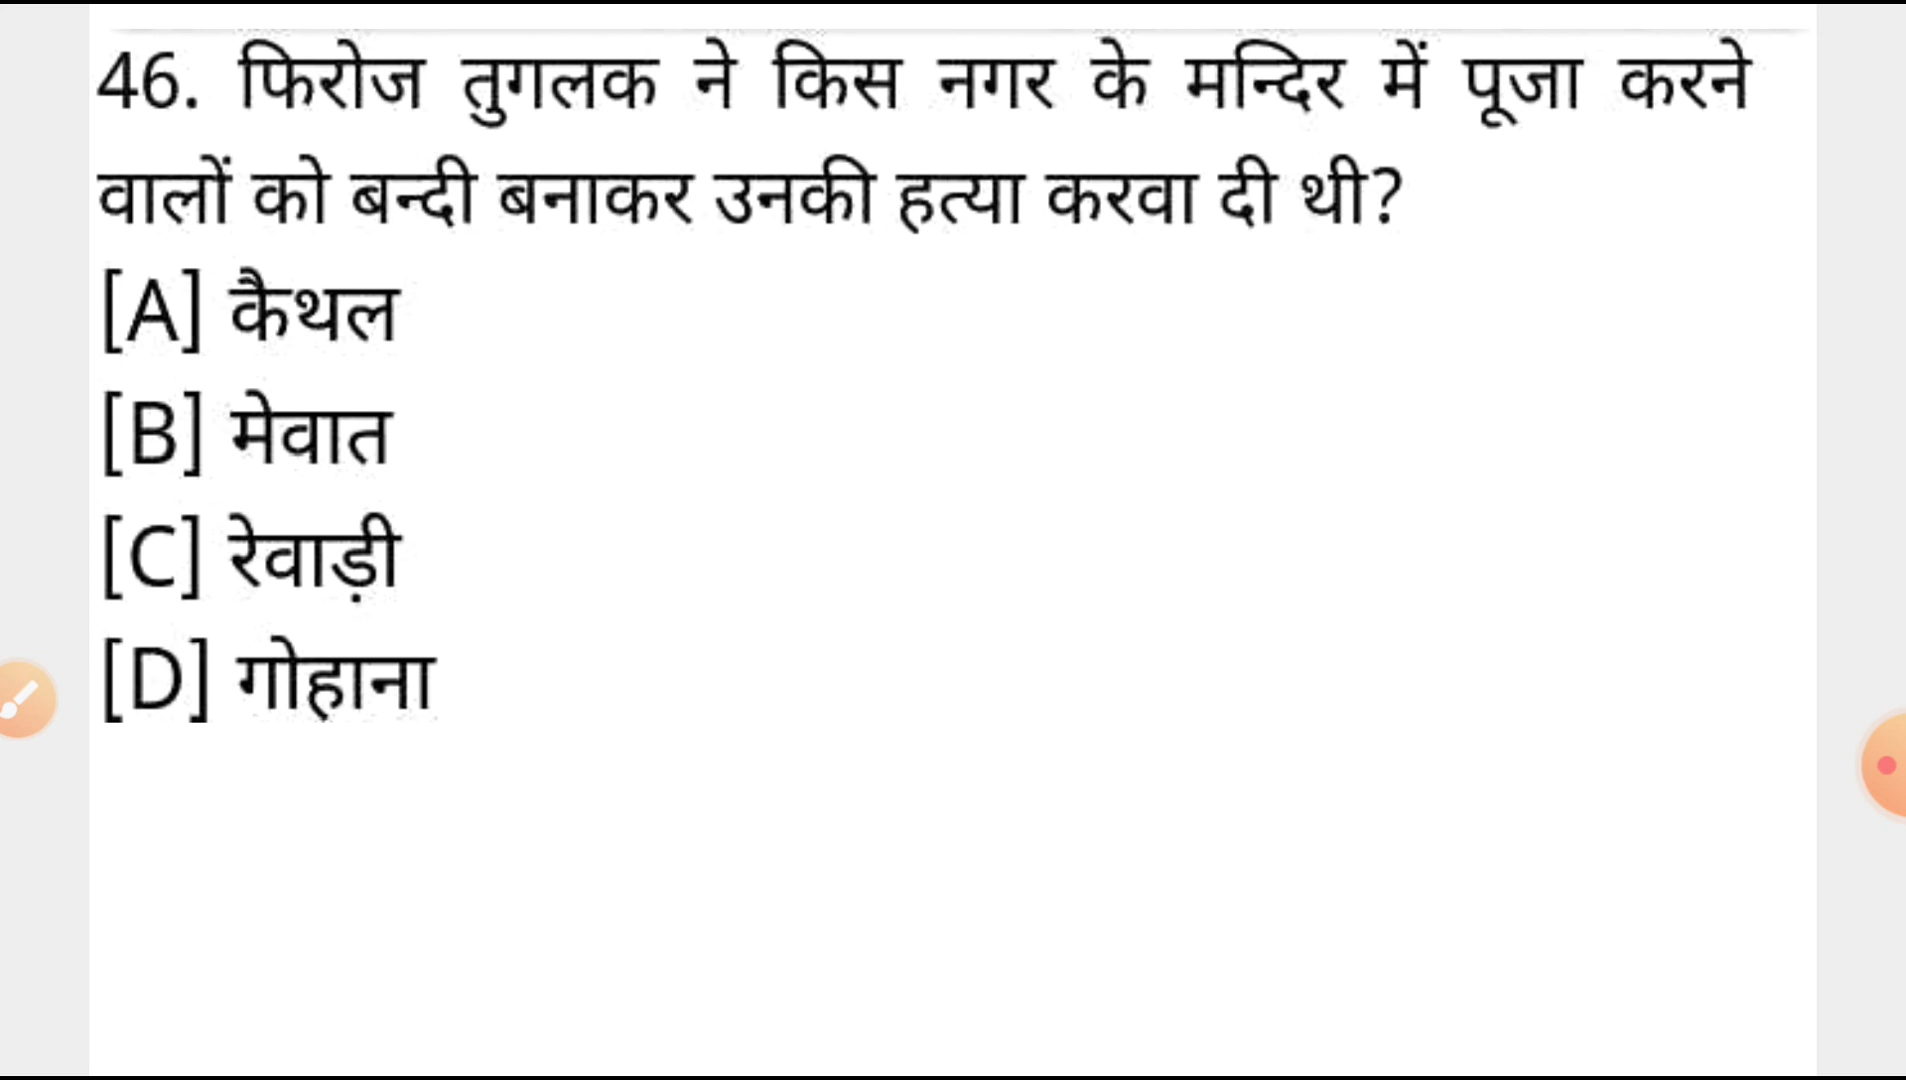 46. फिरोज तुगलक ने किस नगर के मन्दिर में पूजा करने
वालों को बन्दी बनाकर उनकी हत्या करवा दी थी?
[A] कैथल
[B] मेवात
[C] रेवाड़ी
[D] गोहाना